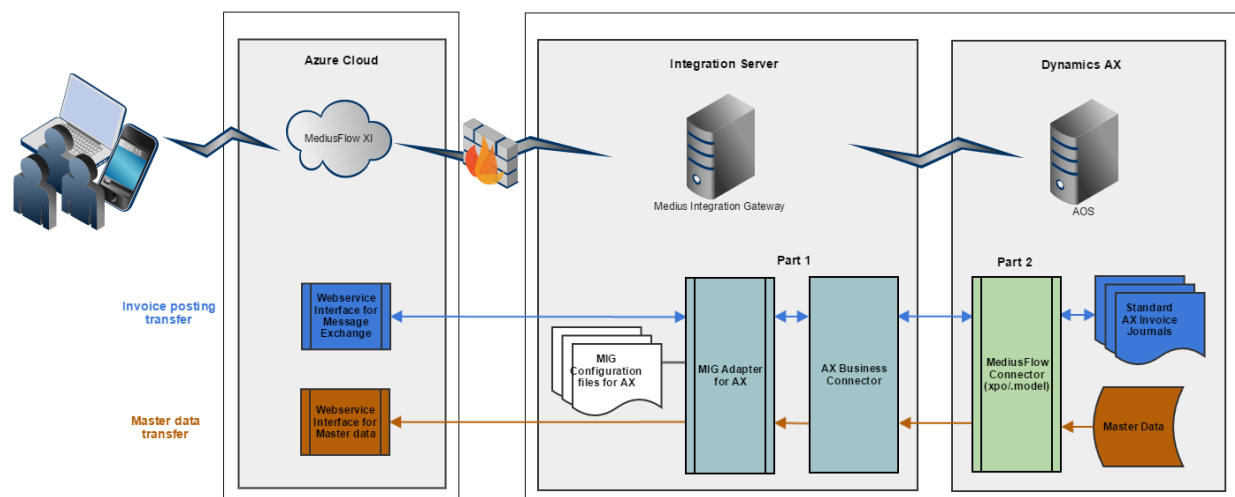 Azure Cloud
Integration Server
Dynamics AX
MediusFlow XI
Medius Integration Gateway
AOS
Part 1
Part 2
Invoice posting
transfer
Webservice
Interface for
Message
Exchange
MIG
Configuration
files for AX
MIG Adapter
for AX
AX Business
Connector
MediusFlow
Connector
(xpo/.model)
Standard
AX Invoice
Journals
Master data
transfer
Webservice
Interface for
Master data
Master Data